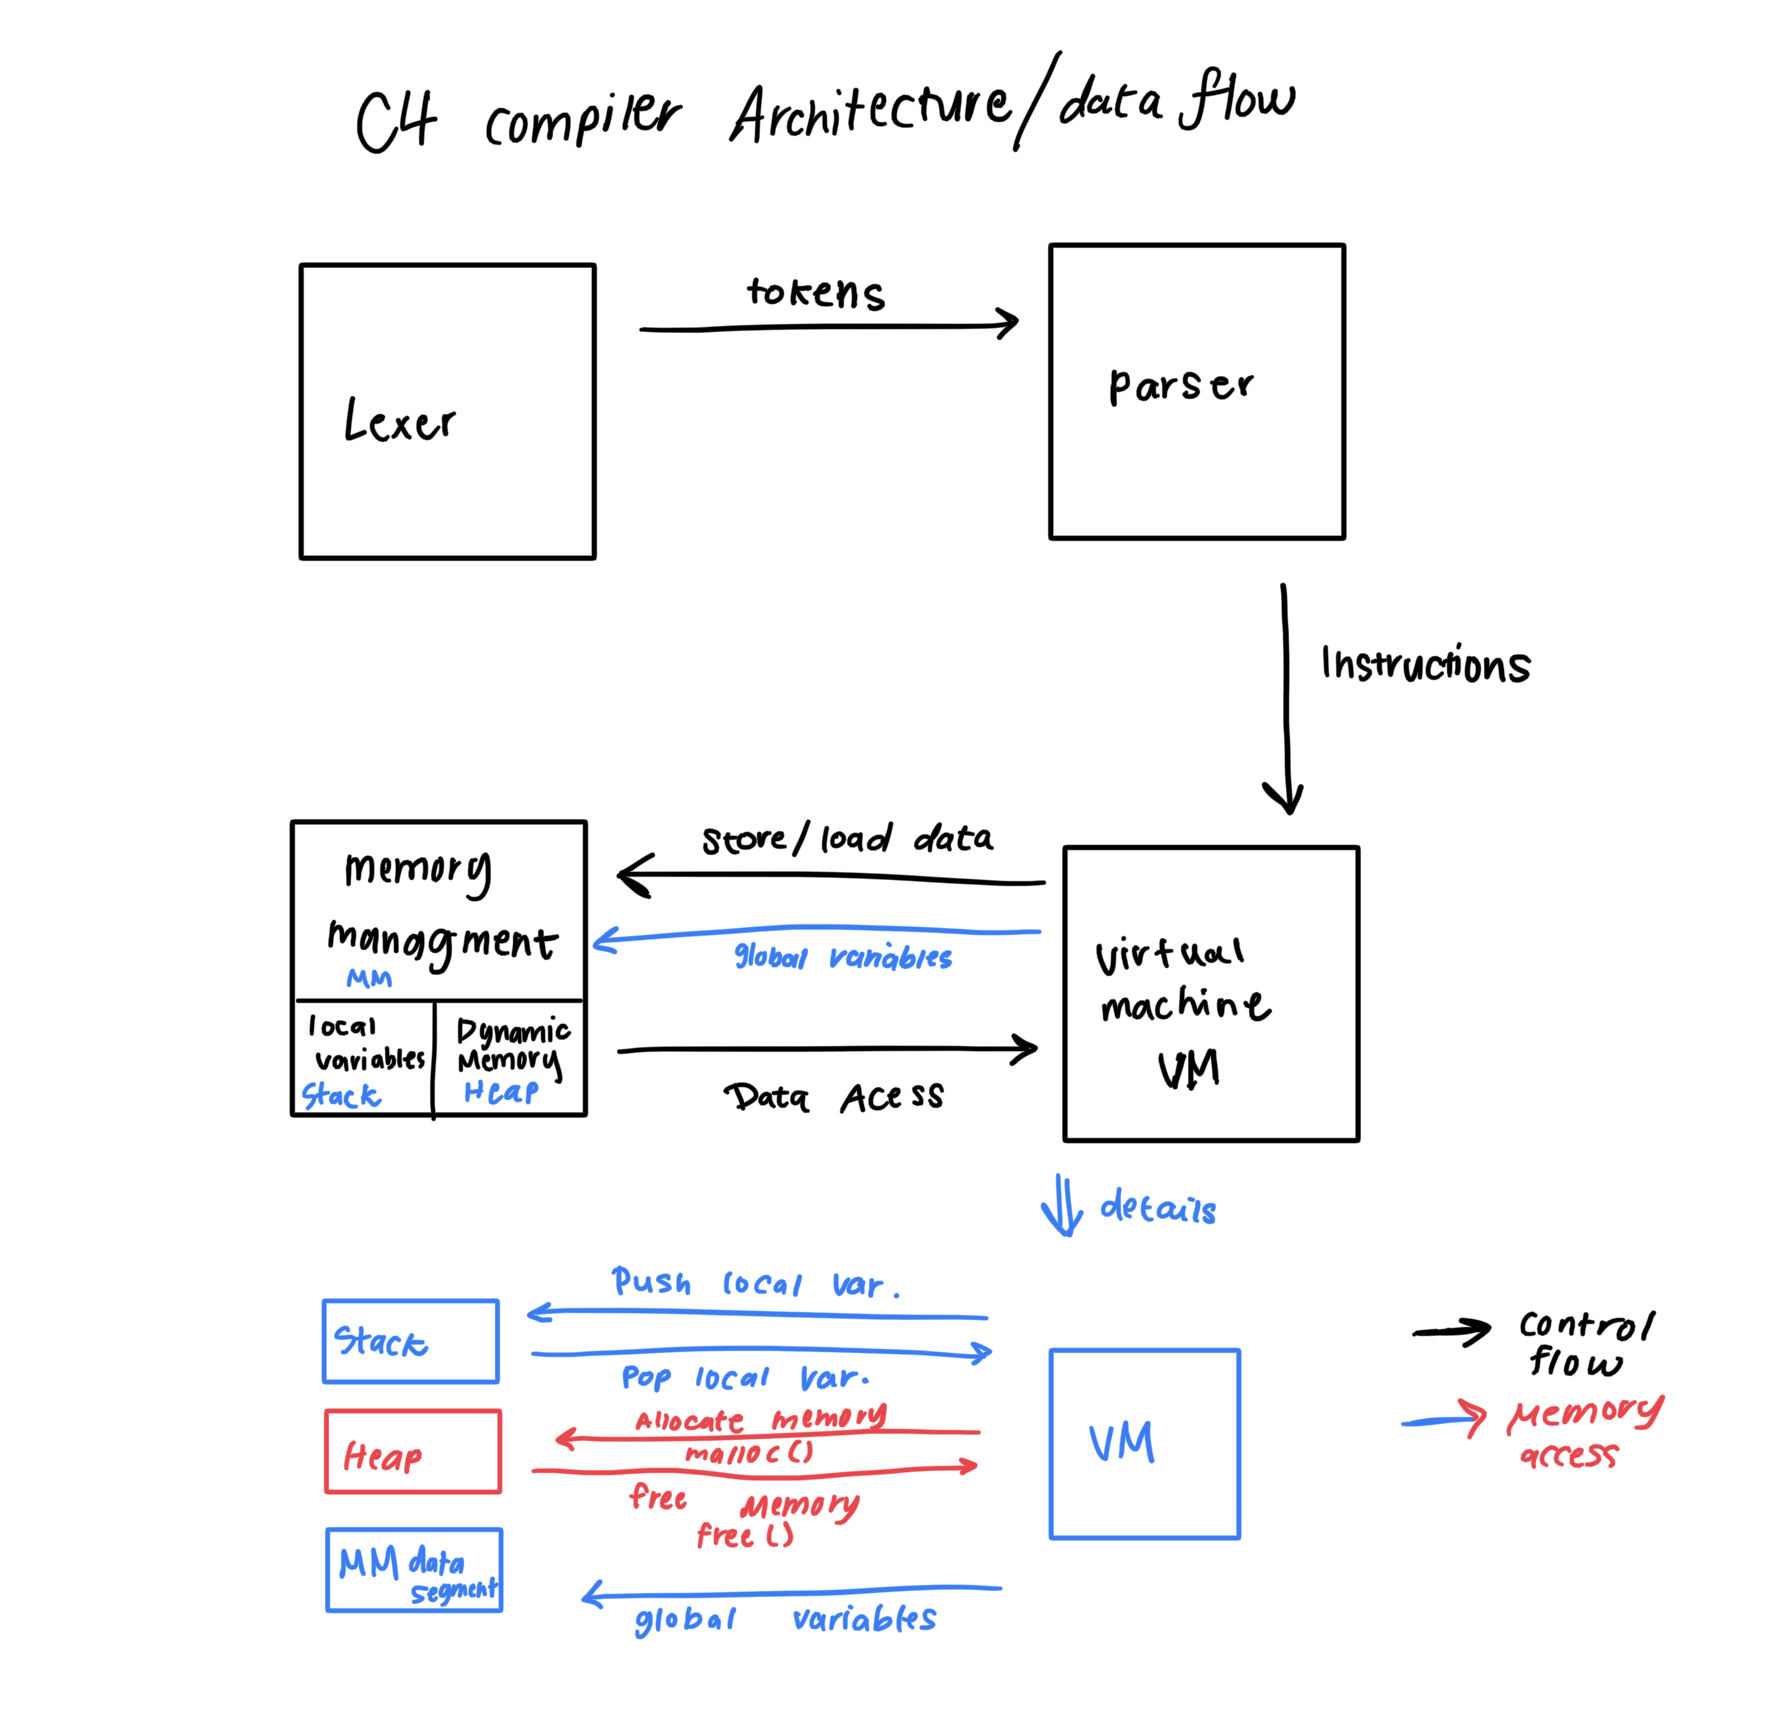 C4 compiler Architecture/data flow
tokens
Lexer
parser
Instructions
memory
managment
MM
local
variables
Stack
Dynamic
Memory
Heap
store/load data
global variables
Data Acess
virtual
machine
VM
details
Push local var.
Stack
Pop local var.
Allocate memory
malloc()
Heap
free Memory
free()
MM data
segment
global variables
VM
control
flow
Memory
access